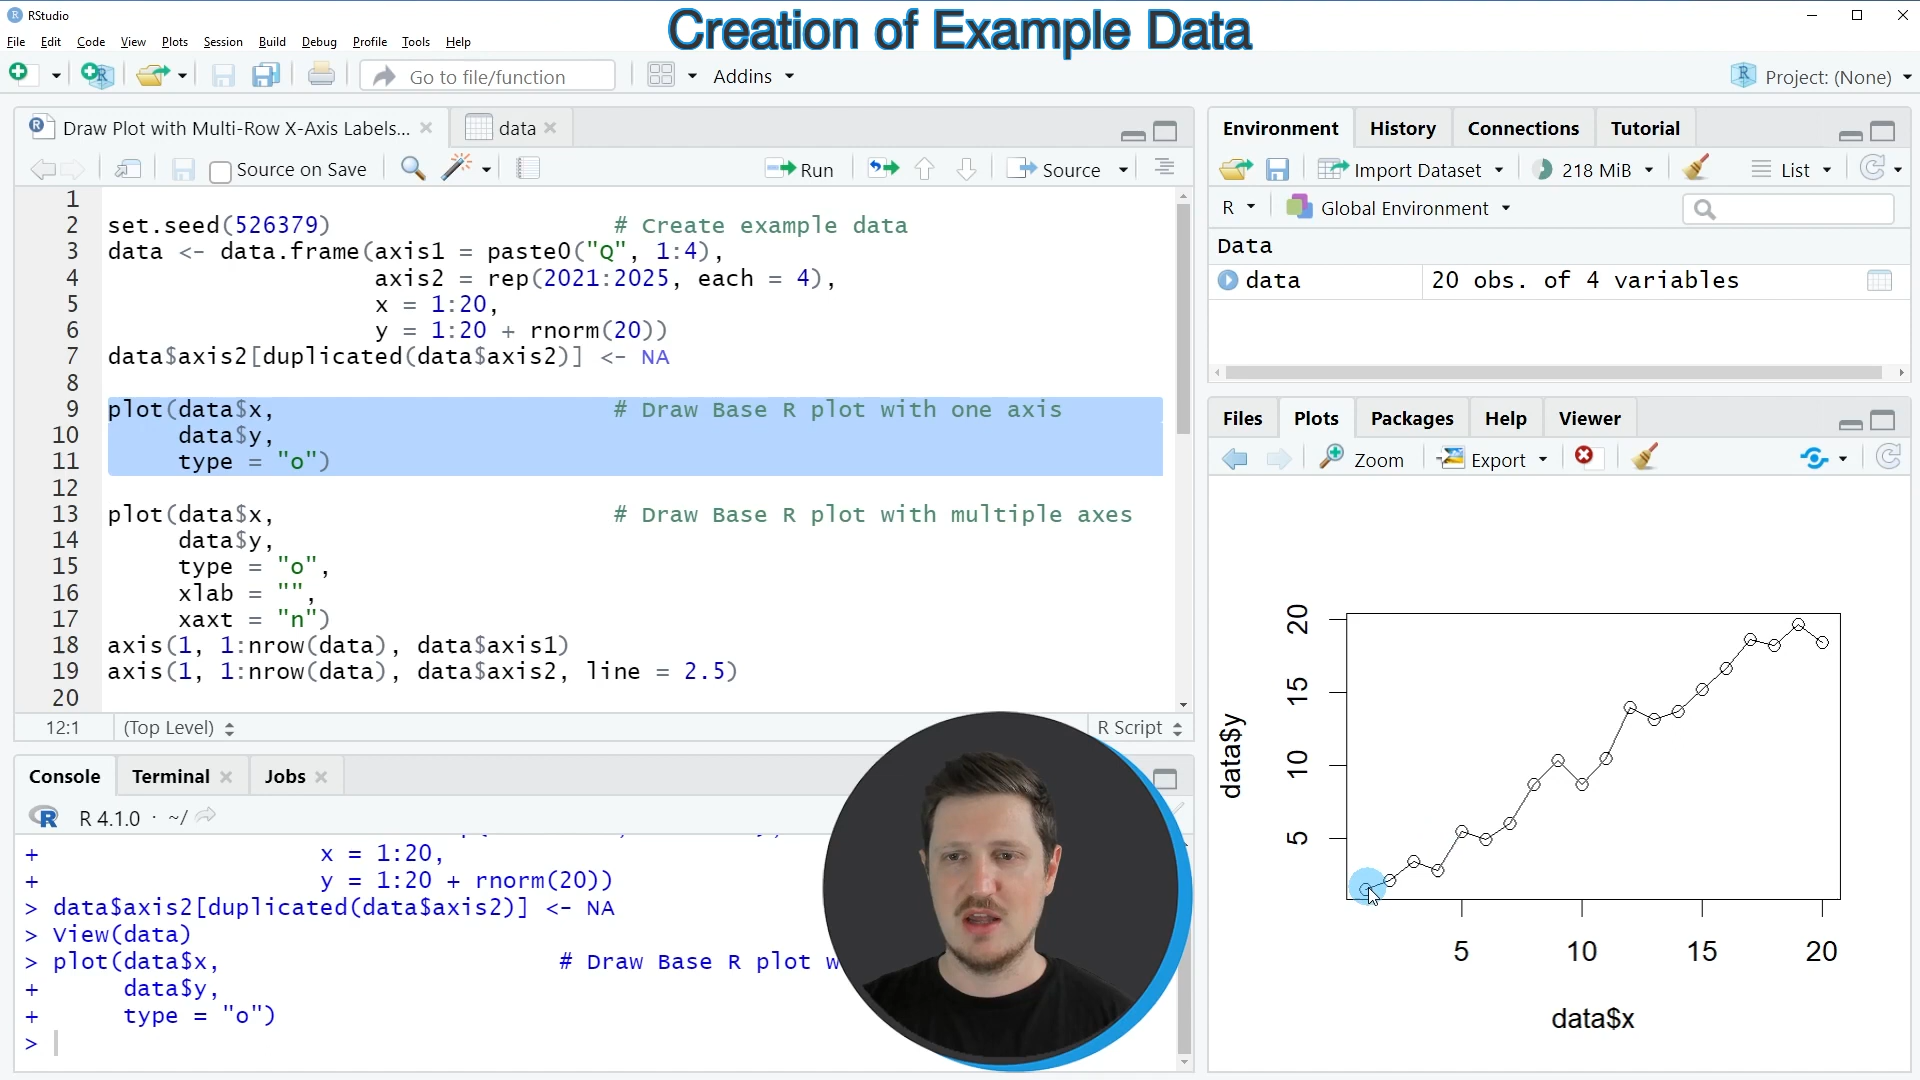 RStudio
Creation of Example Data
File Edit Code View Plots Session Build Debug Profile Tools Help
Go to file/function
Addins
Project: (None)
Draw Plot with Multi-Row X-Axis Labels...
data
Source on Save
Run
Source
1
2 set.seed(526379) # Create example data
3 data <- data.frame(axis1 = paste0("Q", 1:4),
4 axis2 = rep(2021:2025, each = 4),
5 x = 1:20,
6 y = 1:20 + rnorm(20))
7 data$axis2[duplicated(data$axis2)] <- NA
8
9 plot(data$x, # Draw Base R plot with one axis
10 data$y,
11 type = "o")
12
13 plot(data$x, # Draw Base R plot with multiple axes
14 data$y,
15 type = "o",
16 xlab = "",
17 xaxt = "n")
18 axis(1, 1:nrow(data), data$axis1)
19 axis(1, 1:nrow(data), data$axis2, line = 2.5)
20
12:1 (Top Level) R Script
Console Terminal Jobs
R 4.1.0 · ~/
+ x = 1:20,
+ y = 1:20 + rnorm(20))
> data$axis2[duplicated(data$axis2)] <- NA
> View(data)
> plot(data$x, # Draw Base R plot w
+ data$y,
+ type = "o")
>
Environment History Connections Tutorial
Import Dataset 218 MiB List
R Global Environment
Data
data 20 obs. of 4 variables
Files Plots Packages Help Viewer
Zoom Export
data$y
20
15
10
5
5 10 15 20
data$x